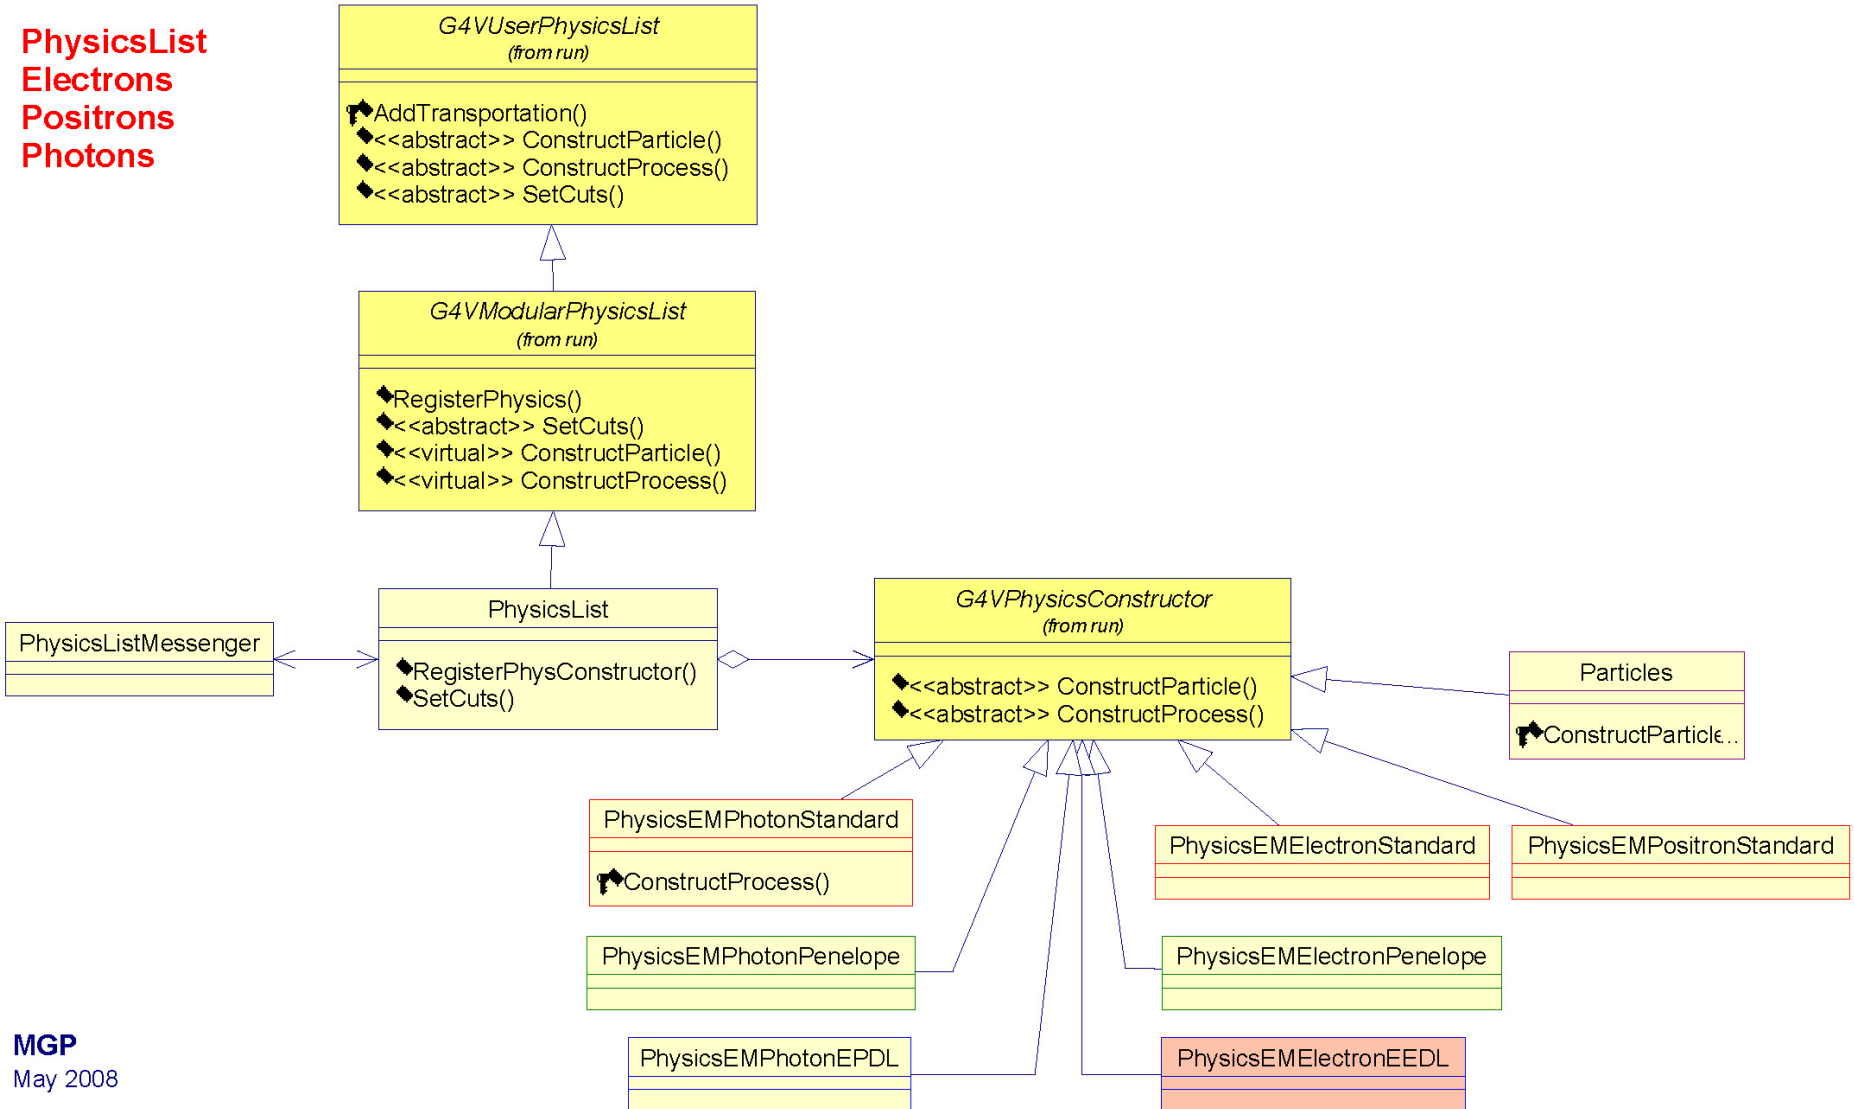 PhysicsList
Electrons
Positrons
Photons
G4VUserPhysicsList
(from run)
AddTransportation()
<<abstract>> ConstructParticle()
<<abstract>> ConstructProcess()
<<abstract>> SetCuts()
G4VModularPhysicsList
(from run)
RegisterPhysics()
<<abstract>> SetCuts()
<<virtual>> ConstructParticle()
<<virtual>> ConstructProcess()
PhysicsListMessenger
PhysicsList
RegisterPhysConstructor()
SetCuts()
G4VPhysicsConstructor
(from run)
<<abstract>> ConstructParticle()
<<abstract>> ConstructProcess()
Particles
ConstructParticle...
PhysicsEMPhotonStandard
ConstructProcess()
PhysicsEMElectronStandard
PhysicsEMPositronStandard
PhysicsEMPhotonPenelope
PhysicsEMElectronPenelope
PhysicsEMPhotonEPDL
PhysicsEMElectronEEDL
MGP
May 2008